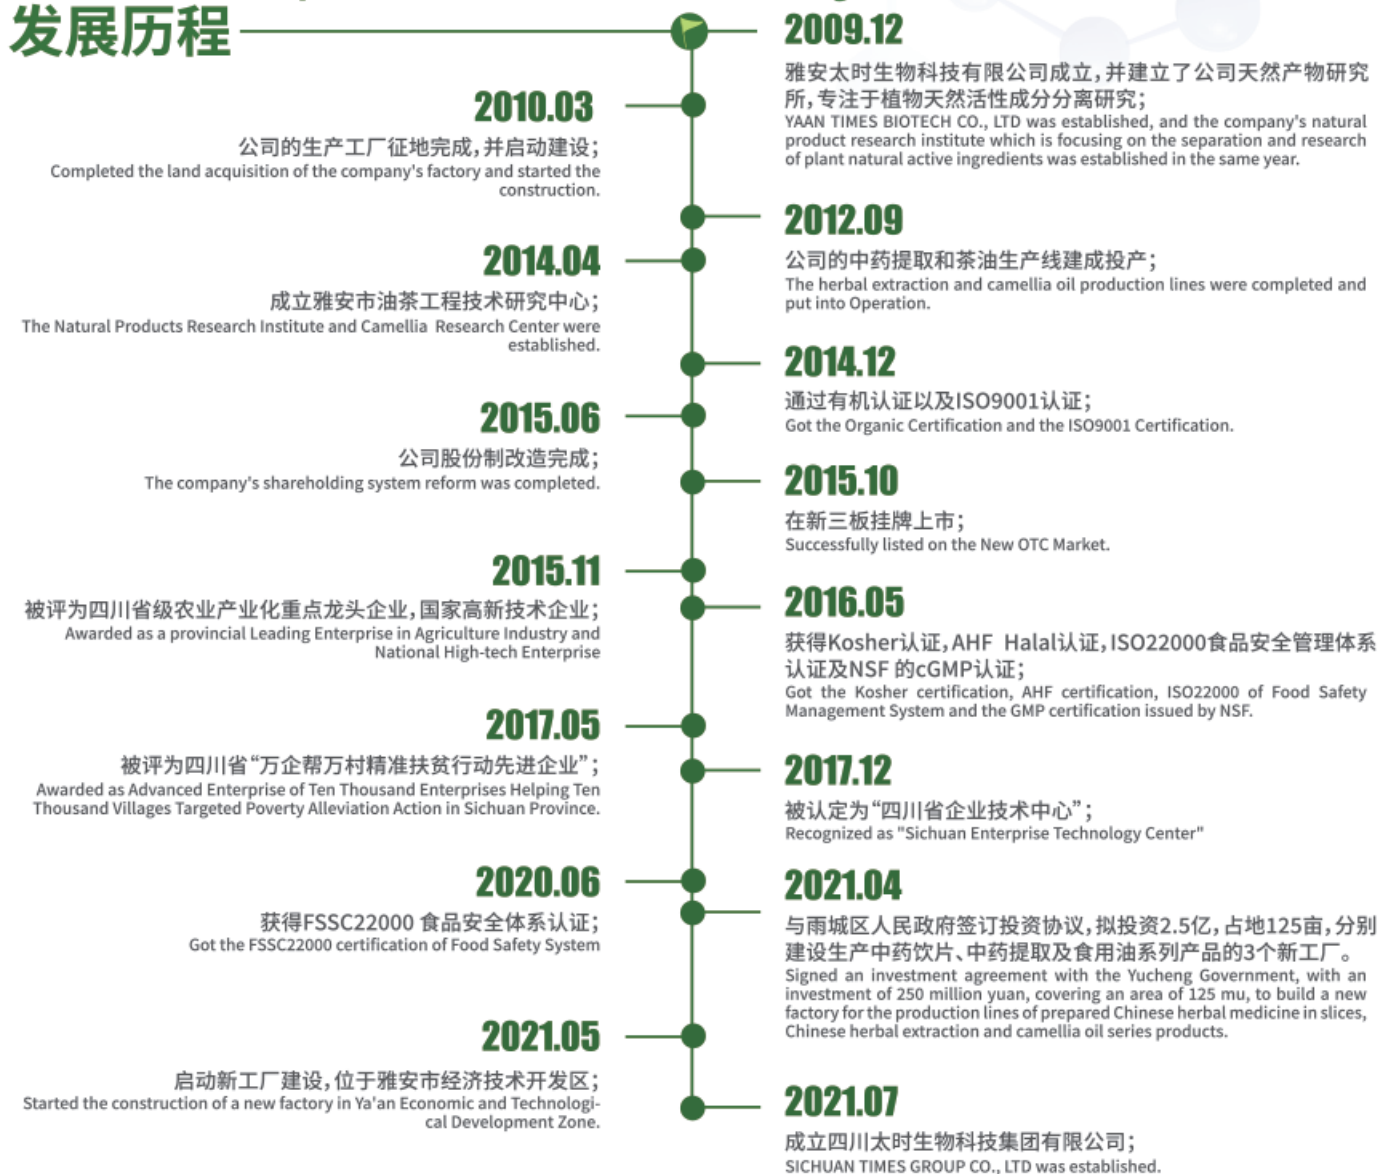 发展历程
2009.12
雅安太时生物科技有限公司成立,并建立了公司天然产物研究
所,专注于植物天然活性成分分离研究;
YAAN TIMES BIOTECH CO., LTD was established, and the company's natural
product research institute which is focusing on the separation and research
of plant natural active ingredients was established in the same year.
2010.03
公司的生产工厂征地完成,并启动建设;
Completed the land acquisition of the company's factory and started the
construction.
2012.09
公司的中药提取和茶油生产线建成投产;
The herbal extraction and camellia oil production lines were completed and
put into Operation.
2014.04
成立雅安市油茶工程技术研究中心;
The Natural Products Research Institute and Camellia Research Center were
established.
2014.12
通过有机认证以及ISO9001认证;
Got the Organic Certification and the ISO9001 Certification.
2015.06
公司股份制改造完成;
The company's shareholding system reform was completed.
2015.10
在新三板挂牌上市;
Successfully listed on the New OTC Market.
2015.11
被评为四川省级农业产业化重点龙头企业,国家高新技术企业;
Awarded as a provincial Leading Enterprise in Agriculture Industry and
National High-tech Enterprise
2016.05
获得Kosher认证,AHF Halal认证,ISO22000食品安全管理体系
认证及NSF 的cGMP认证;
Got the Kosher certification, AHF certification, ISO22000 of Food Safety
Management System and the GMP certification issued by NSF.
2017.05
被评为四川省“万企帮万村精准扶贫行动先进企业”;
Awarded as Advanced Enterprise of Ten Thousand Enterprises Helping Ten
Thousand Villages Targeted Poverty Alleviation Action in Sichuan Province.
2017.12
被认定为“四川省企业技术中心”;
Recognized as "Sichuan Enterprise Technology Center"
2020.06
获得FSSC22000 食品安全体系认证;
Got the FSSC22000 certification of Food Safety System
2021.04
与雨城区人民政府签订投资协议,拟投资2.5亿,占地125亩,分别
建设生产中药饮片、中药提取及食用油系列产品的3个新工厂。
Signed an investment agreement with the Yucheng Government, with an
investment of 250 million yuan, covering an area of 125 mu, to build a new
factory for the production lines of prepared Chinese herbal medicine in slices,
Chinese herbal extraction and camellia oil series products.
2021.05
启动新工厂建设,位于雅安市经济技术开发区;
Started the construction of a new factory in Ya'an Economic and Technologi-
cal Development Zone.
2021.07
成立四川太时生物科技集团有限公司;
SICHUAN TIMES GROUP CO., LTD was established.